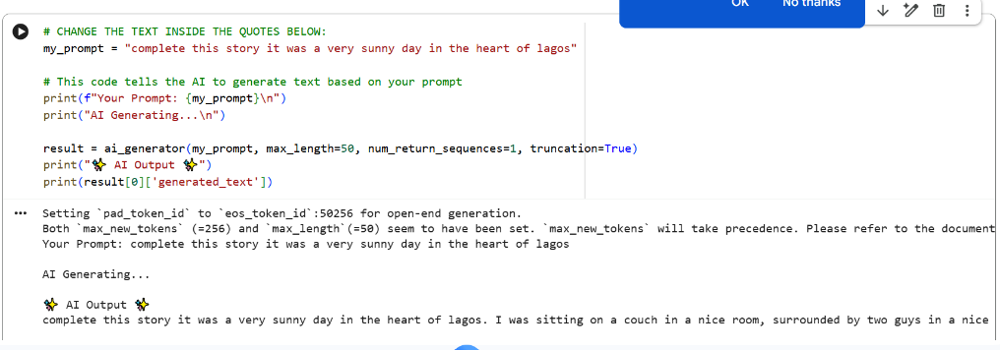 OK No thanks
# CHANGE THE TEXT INSIDE THE QUOTES BELOW:
my_prompt = "complete this story it was a very sunny day in the heart of lagos"
# This code tells the AI to generate text based on your prompt
print(f"Your Prompt: {my_prompt}\n")
print("AI Generating...\n")
result = ai_generator(my_prompt, max_length=50, num_return_sequences=1, truncation=True)
print("✨ AI Output ✨")
print(result[0]['generated_text'])
Setting `pad_token_id` to `eos_token_id`:50256 for open-end generation.
Both `max_new_tokens` (=256) and `max_length`(=50) seem to have been set. `max_new_tokens` will take precedence. Please refer to the document
Your Prompt: complete this story it was a very sunny day in the heart of lagos
AI Generating...
✨ AI Output ✨
complete this story it was a very sunny day in the heart of lagos. I was sitting on a couch in a nice room, surrounded by two guys in a nice